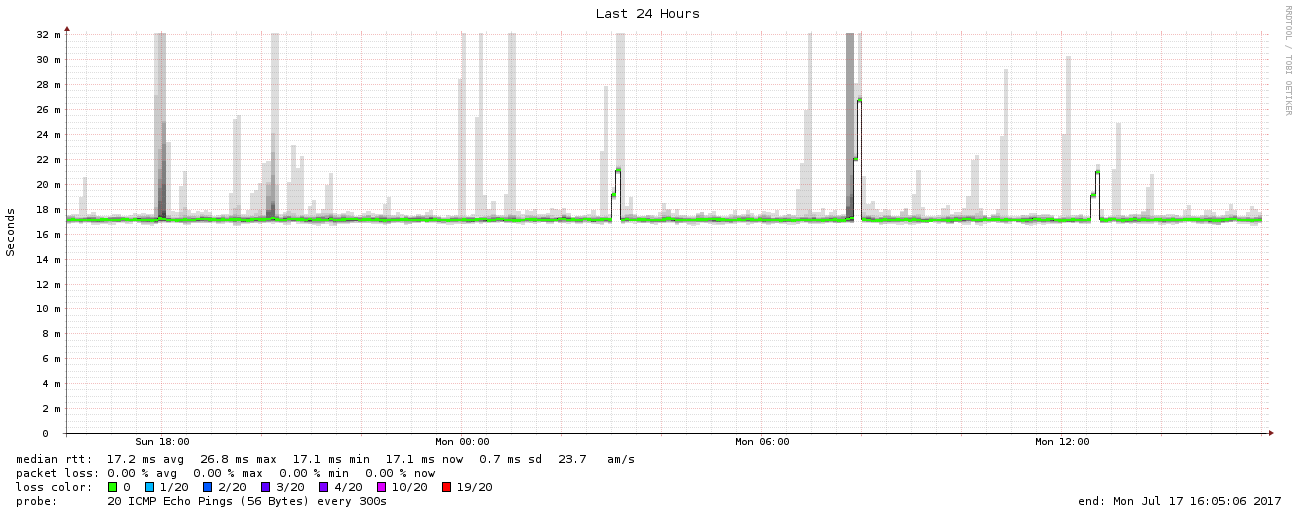 Last 24 Hours
RRDTOOL / TOBI OETIKER
Seconds
32 m
30 m
28 m
26 m
24 m
22 m
20 m
18 m
16 m
14 m
12 m
10 m
8 m
6 m
4 m
2 m
0
Sun 18:00 Mon 00:00 Mon 06:00 Mon 12:00
median rtt: 17.2 ms avg 26.8 ms max 17.1 ms min 17.1 ms now 0.7 ms sd 23.7 am/s
packet loss: 0.00 % avg 0.00 % max 0.00 % min 0.00 % now
loss color: 0 1/20 2/20 3/20 4/20 10/20 19/20
probe: 20 ICMP Echo Pings (56 Bytes) every 300s end: Mon Jul 17 16:05:06 2017